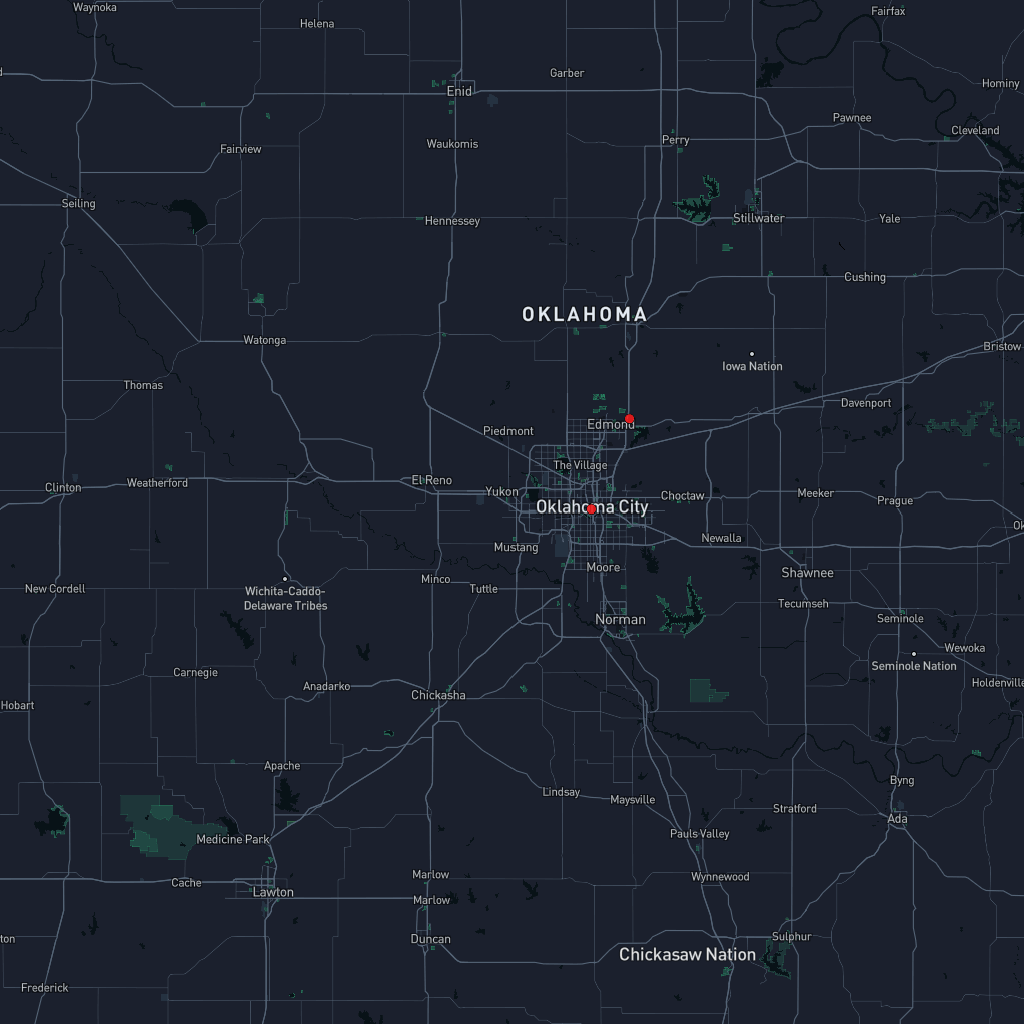 Waynoka
Fairfax
Helena
Garber
Hominy
Enid
Pawnee
Cleveland
Perry
Waukomis
Fairview
Seiling
Hennessey
Stillwater
Yale
Cushing
OKLAHOMA
Watonga
Bristow
Iowa Nation
Thomas
Davenport
Edmond
Piedmont
The Village
El Reno
Weatherford
Clinton
Yukon
Choctaw
Meeker
Prague
Oklahoma City
Ok
Newalla
Mustang
Moore
Shawnee
Minco
Tuttle
New Cordell
Wichita-Caddo-
Delaware Tribes
Tecumseh
Norman
Seminole
Wewoka
Seminole Nation
Carnegie
Holdenville
Anadarko
Chickasha
Hobart
Apache
Byng
Lindsay
Maysville
Stratford
Ada
Pauls Valley
Medicine Park
Marlow
Wynnewood
Cache
Lawton
Marlow
Duncan
Sulphur
ton
Chickasaw Nation
Frederick